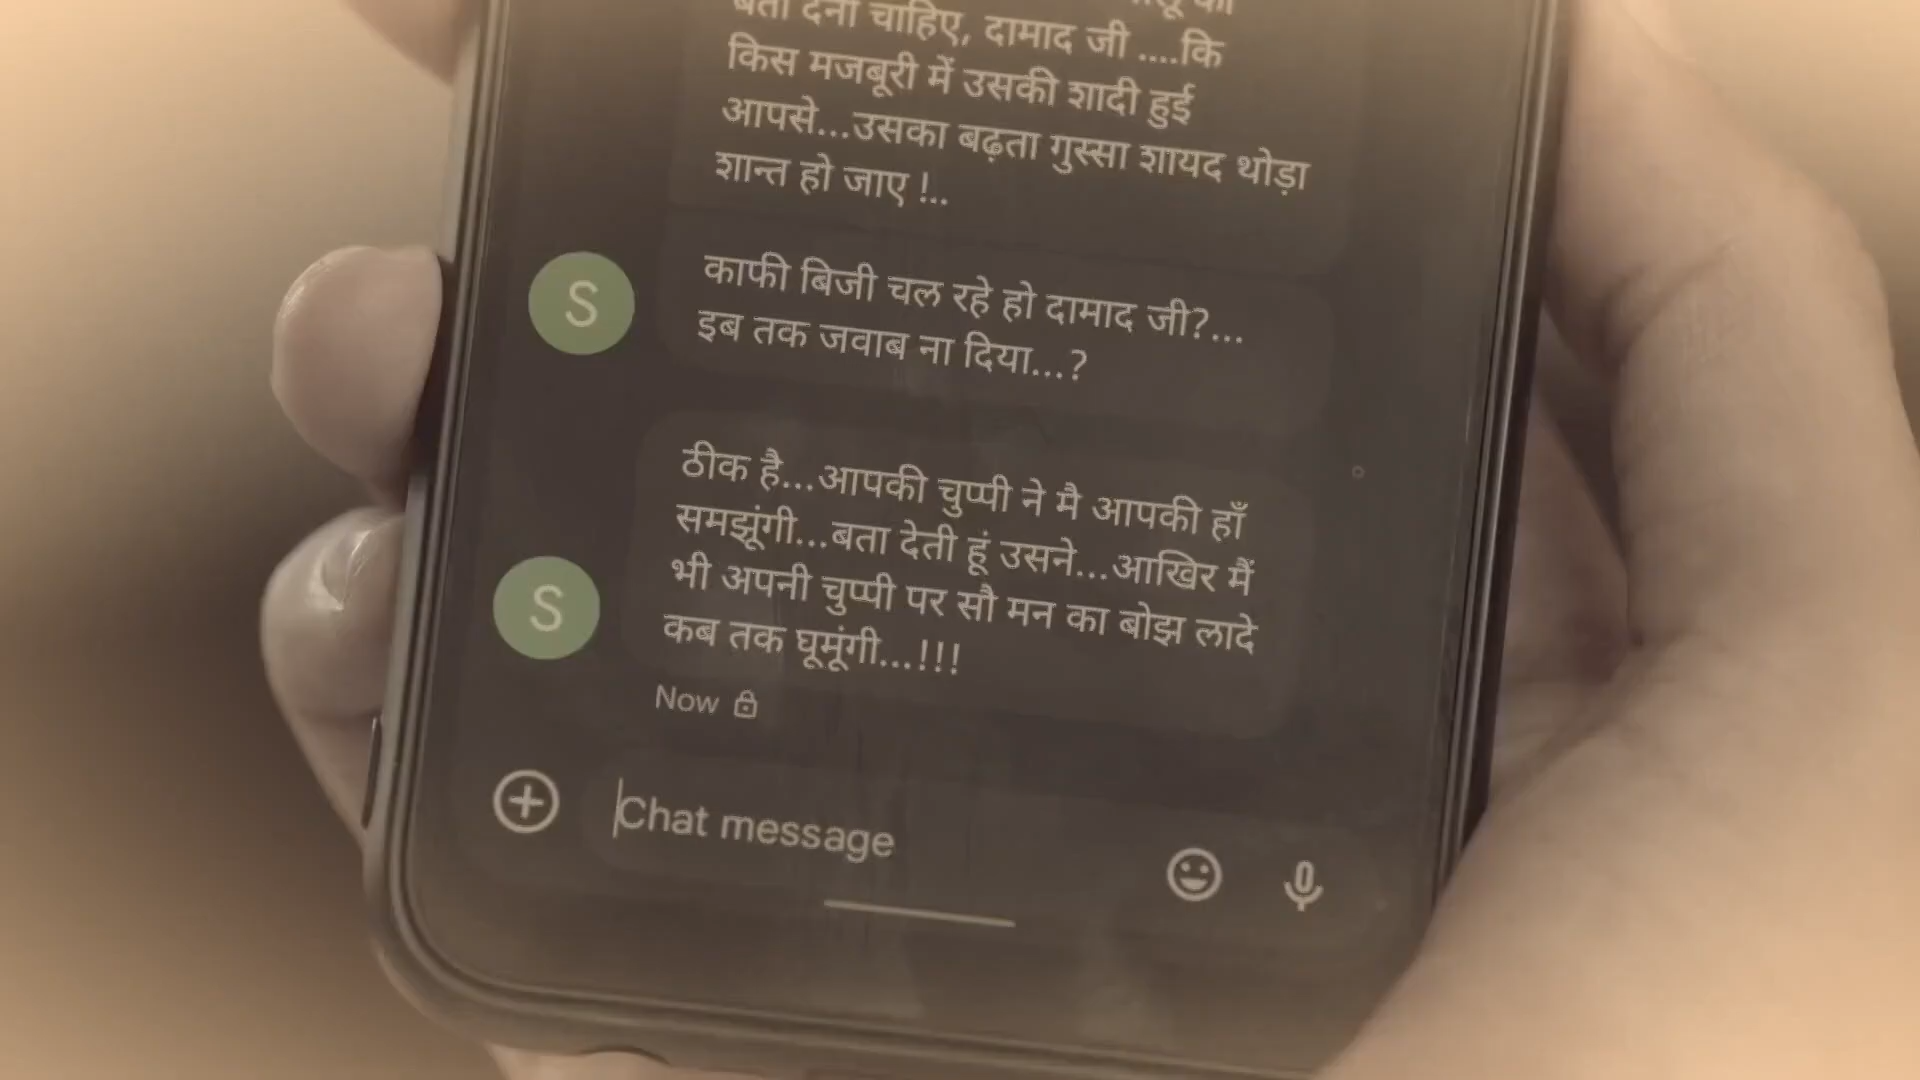 बता देना चाहिए, दामाद जी ....कि
किस मजबूरी में उसकी शादी हुई
आपसे...उसका बढ़ता गुस्सा शायद थोड़ा
शान्त हो जाए !..
S
काफी बिजी चल रहे हो दामाद जी?...
इब तक जवाब ना दिया...?
ठीक है...आपकी चुप्पी ने मै आपकी हाँ
समझूंगी...बता देती हूं उसने...आखिर मैं
S
भी अपनी चुप्पी पर सौ मन का बोझ लादे
कब तक घूमूंगी...!!!
Now
Chat message